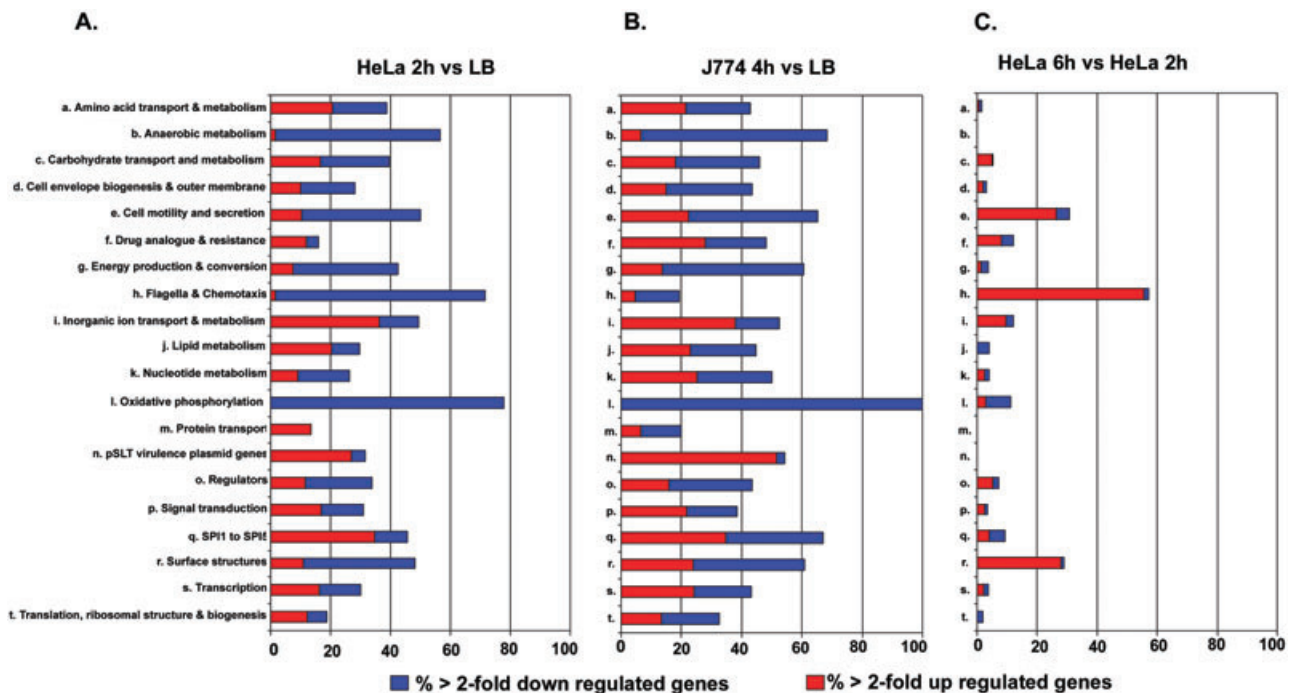 A.
B.
C.
HeLa 2h vs LB
J774 4h vs LB
HeLa 6h vs HeLa 2h
a. Amino acid transport & metabolism
b. Anaerobic metabolism
c. Carbohydrate transport and metabolism
d. Cell envelope biogenesis & outer membrane
e. Cell motility and secretion
f. Drug analogue & resistance
g. Energy production & conversion
h. Flagella & Chemotaxis
i. Inorganic ion transport & metabolism
j. Lipid metabolism
k. Nucleotide metabolism
l. Oxidative phosphorylation
m. Protein transport
n. pSLT virulence plasmid genes
o. Regulators
p. Signal transduction
q. SPI1 to SPI5
r. Surface structures
s. Transcription
t. Translation, ribosomal structure & biogenesis
0 20 40 60 80 100
a.
b.
c.
d.
e.
f.
g.
h.
i.
j.
k.
l.
m.
n.
o.
p.
q.
r.
s.
t.
0 20 40 60 80 100
a.
b.
c.
d.
e.
f.
g.
h.
i.
j.
k.
l.
m.
n.
o.
p.
q.
r.
s.
t.
0 20 40 60 80 100
% > 2-fold down regulated genes
% > 2-fold up regulated genes